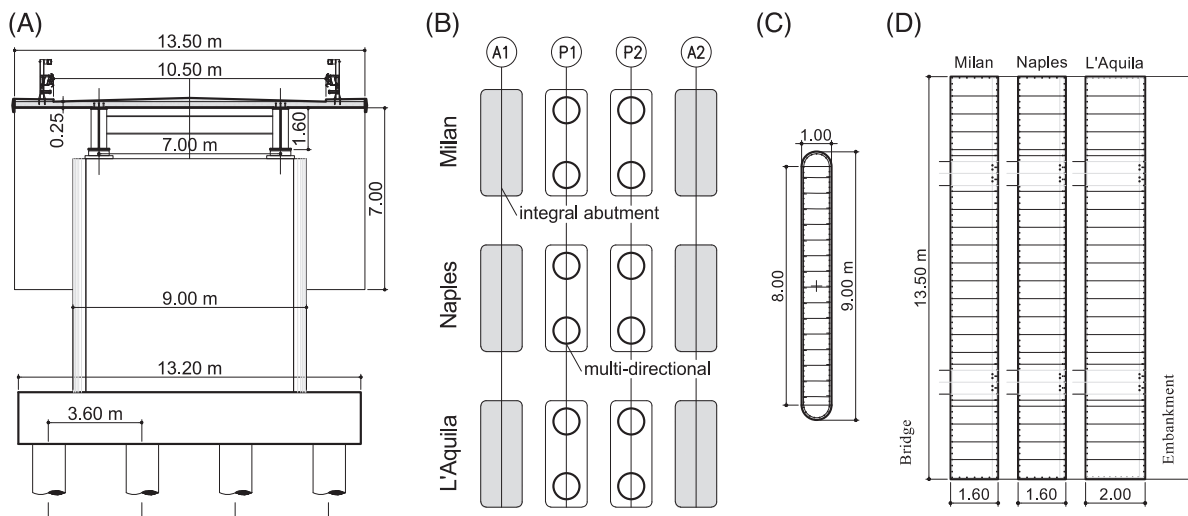 (A)
13.50 m
10.50 m
0.25
1.60
7.00 m
7.00
9.00 m
13.20 m
3.60 m
(B)
A1 P1 P2 A2
Milan
integral abutment
Naples
multi-directional
L'Aquila
(C)
1.00
8.00
9.00 m
(D)
Milan Naples L'Aquila
13.50 m
Bridge
Embankment
1.60 1.60 2.00